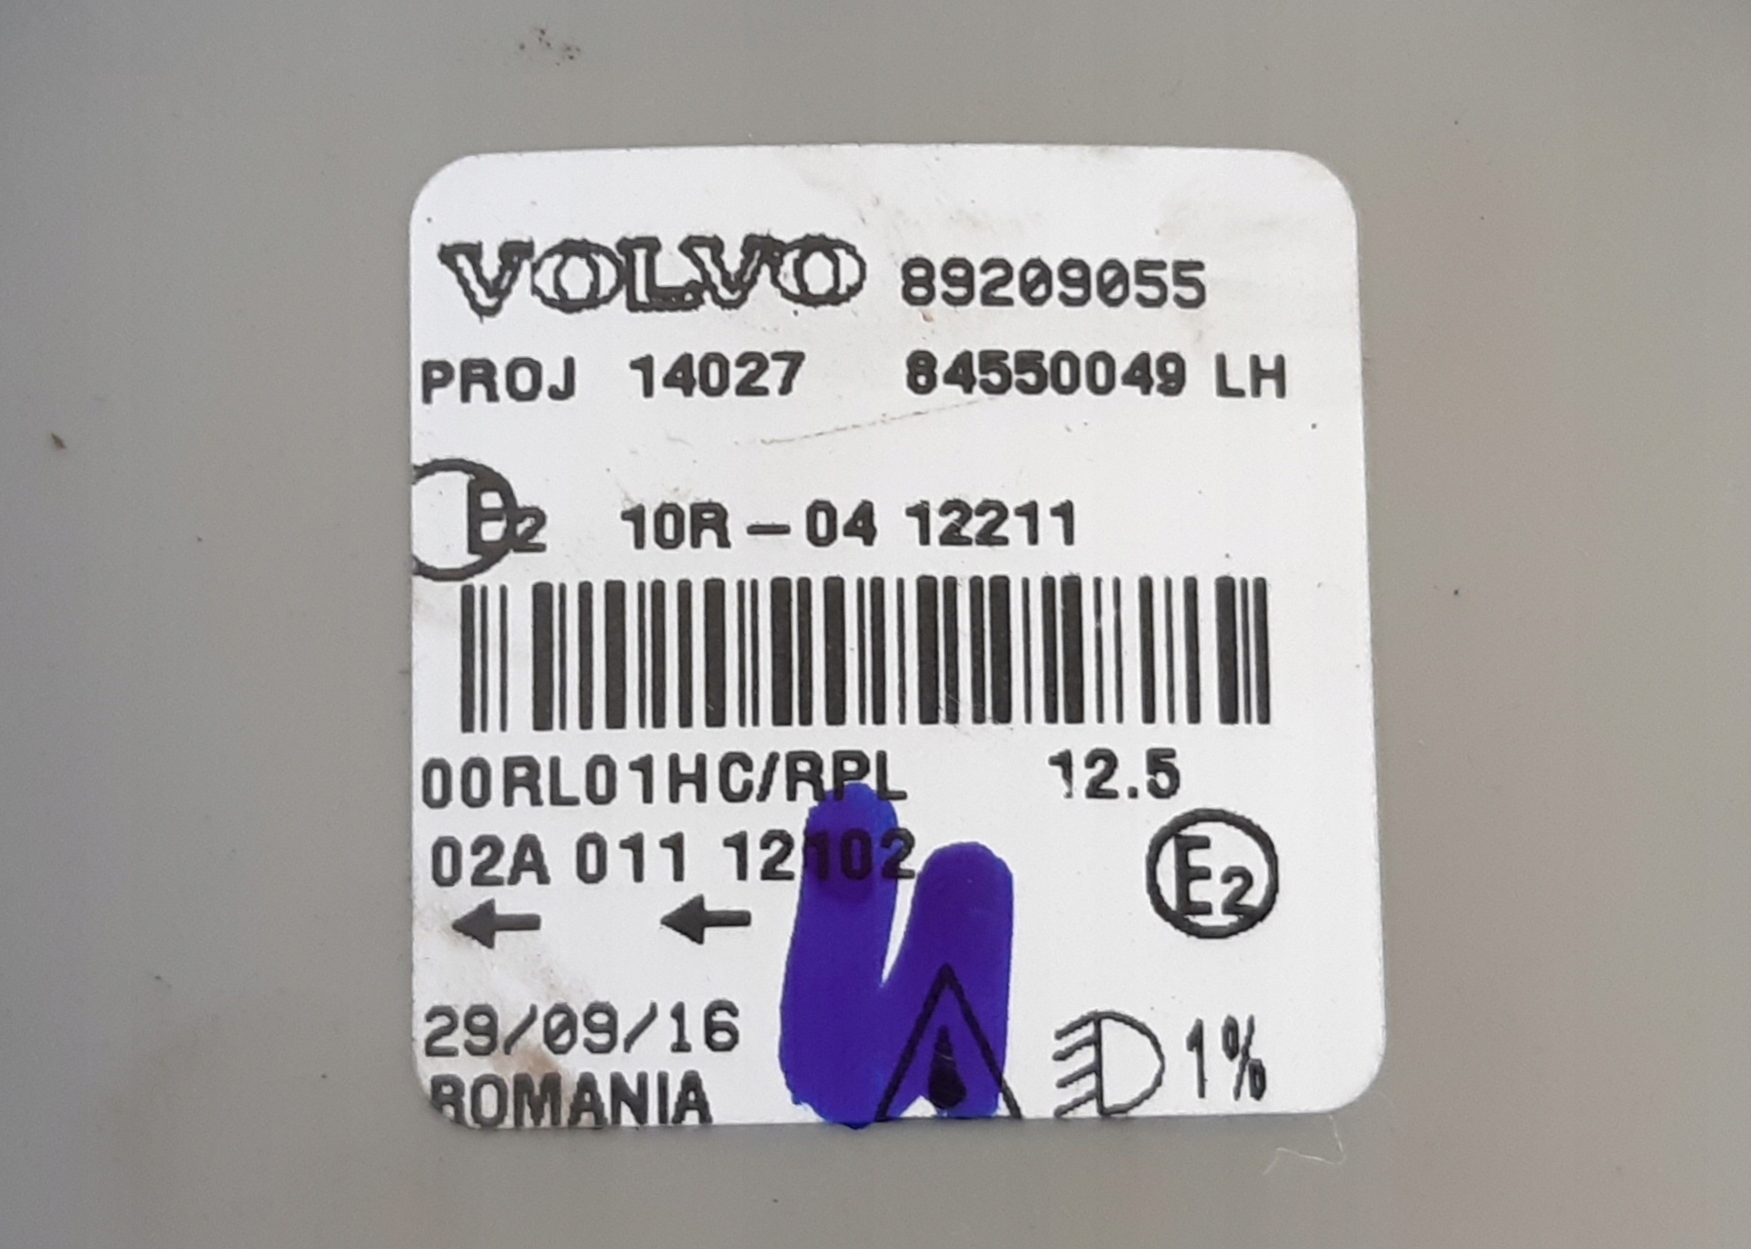 VOLVO 89209055
PROJ 14027 84550049 LH
E2 10R-04 12211
00RL01HC/RPL 12.5
02A 011 12102
E2
29/09/16
1%
ROMANIA